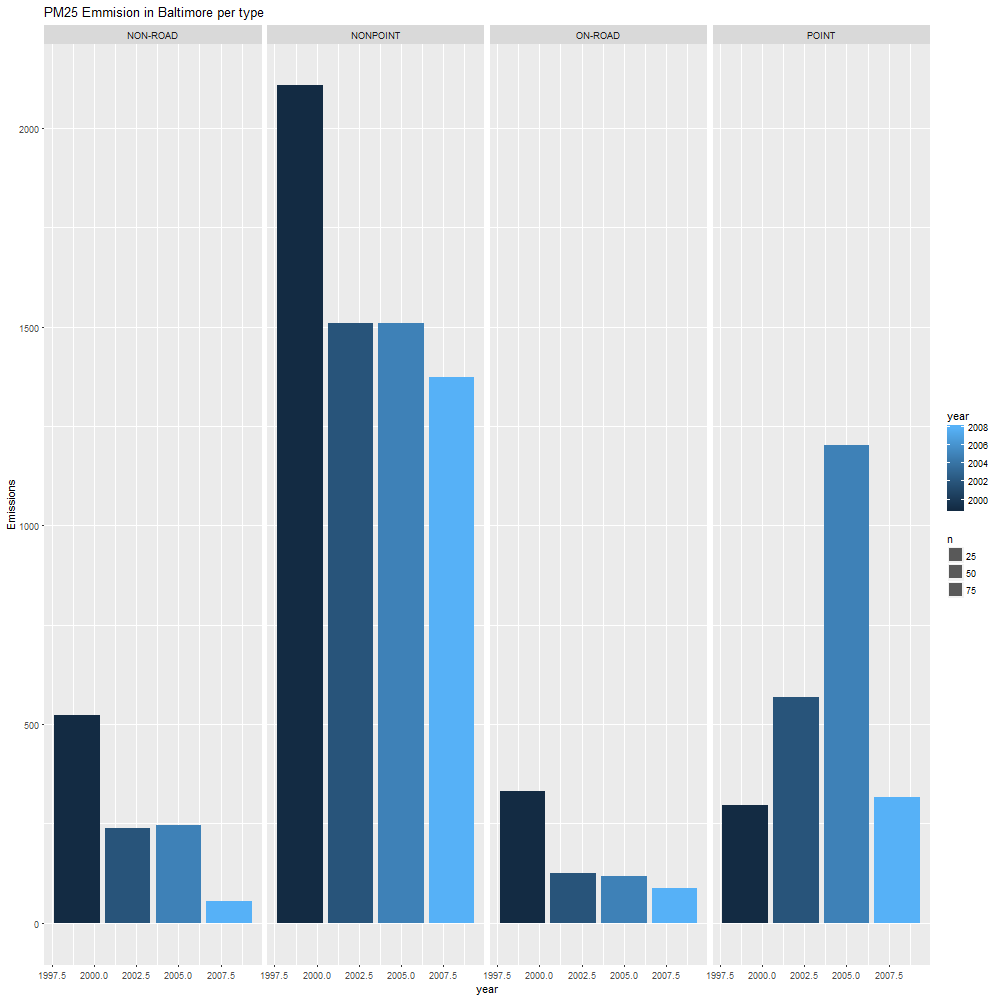 PM25 Emmision in Baltimore per type
NON-ROAD NONPOINT ON-ROAD POINT
2000
1500
1000
500
0
Emissions
1997.5 2000.0 2002.5 2005.0 2007.5 1997.5 2000.0 2002.5 2005.0 2007.5 1997.5 2000.0 2002.5 2005.0 2007.5 1997.5 2000.0 2002.5 2005.0 2007.5
year
year
2008
2006
2004
2002
2000
n
25
50
75